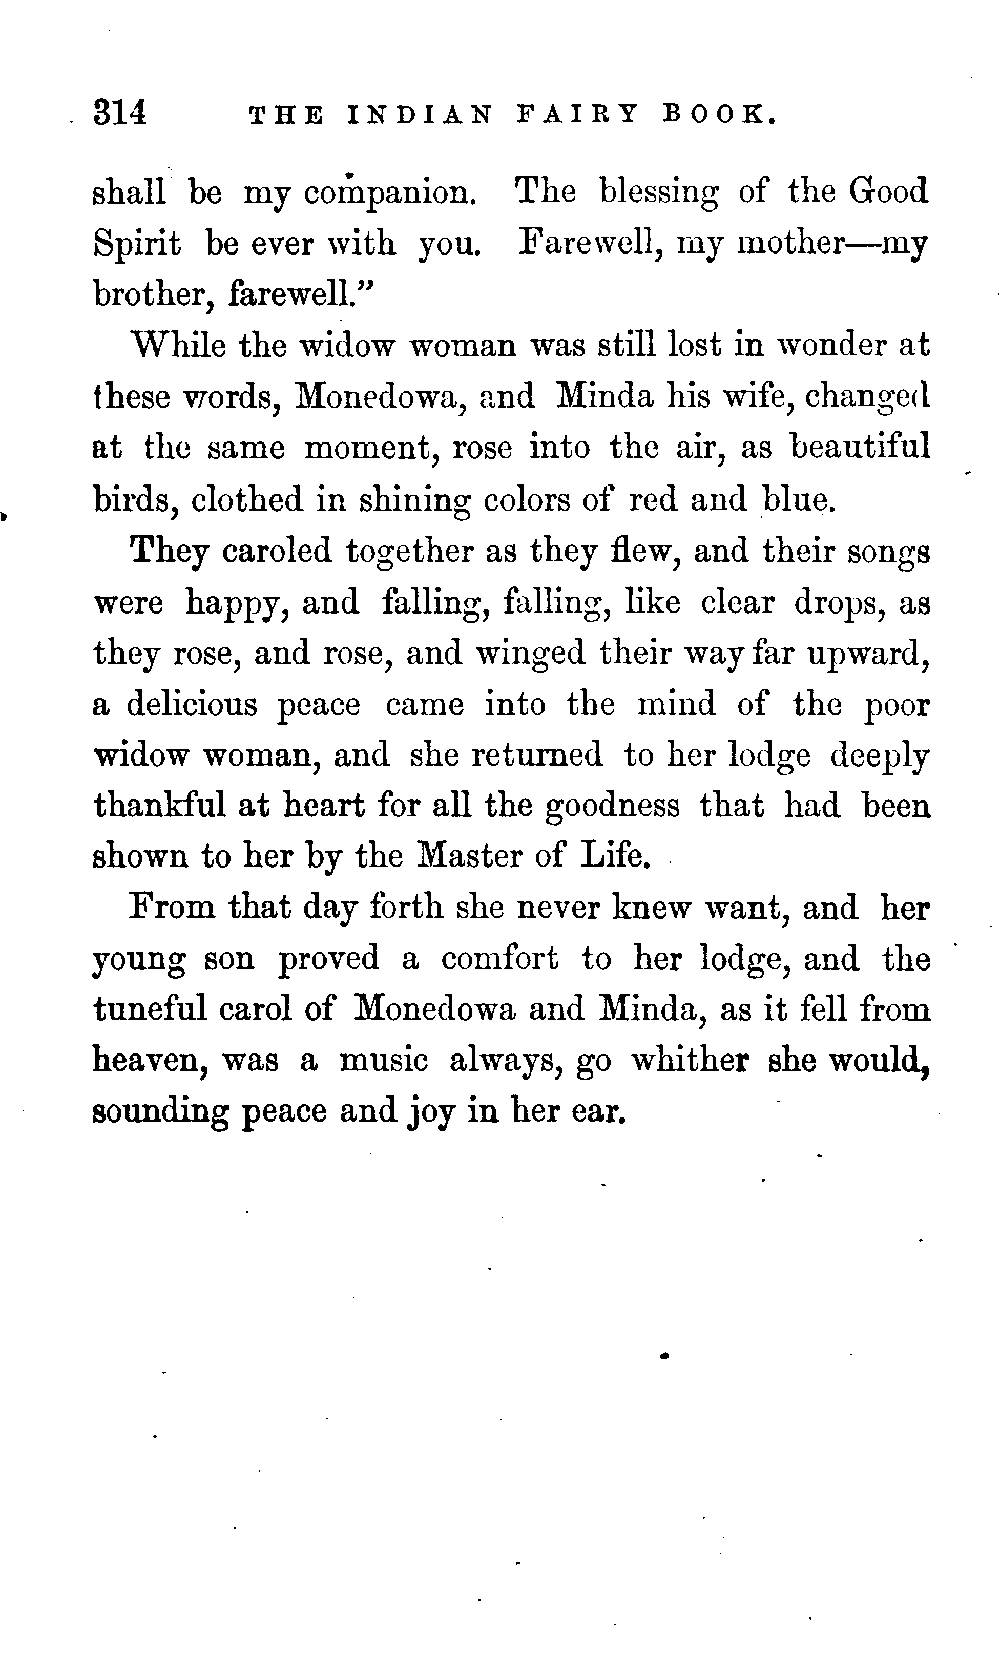 314 THE INDIAN FAIRY BOOK.
shall be my companion. The blessing of the Good
Spirit be ever with you. Farewell, my mother—my
brother, farewell.”
While the widow woman was still lost in wonder at
these words, Monedowa, and Minda his wife, changed
at the same moment, rose into the air, as beautiful
birds, clothed in shining colors of red and blue.
They caroled together as they flew, and their songs
were happy, and falling, falling, like clear drops, as
they rose, and rose, and winged their way far upward,
a delicious peace came into the mind of the poor
widow woman, and she returned to her lodge deeply
thankful at heart for all the goodness that had been
shown to her by the Master of Life.
From that day forth she never knew want, and her
young son proved a comfort to her lodge, and the
tuneful carol of Monedowa and Minda, as it fell from
heaven, was a music always, go whither she would,
sounding peace and joy in her ear.